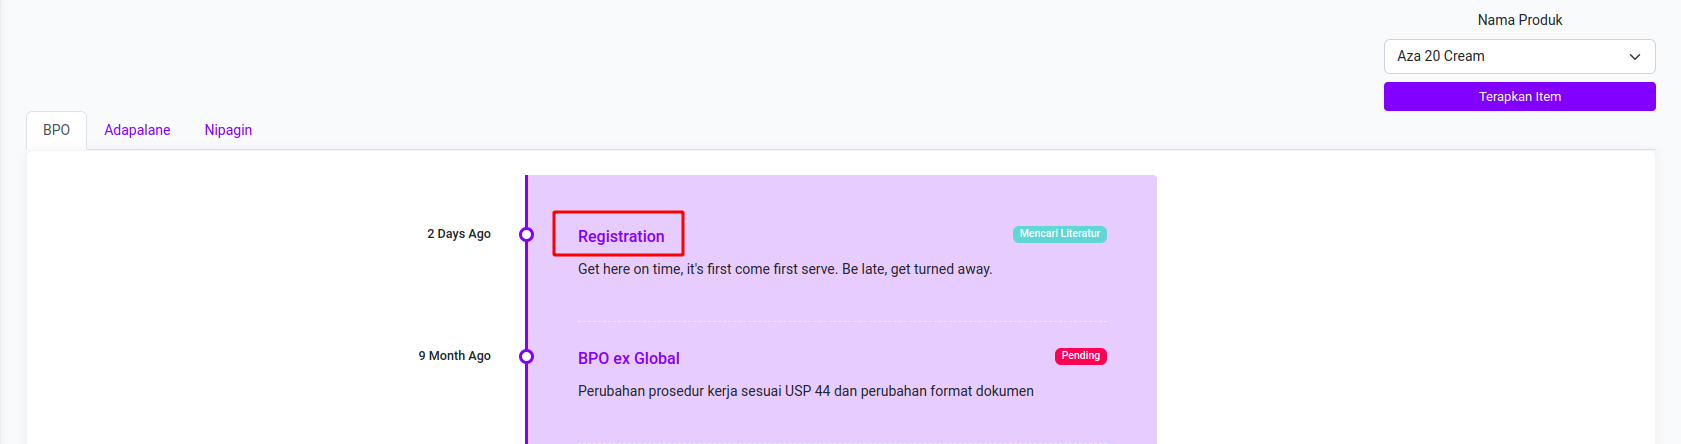 Nama Produk
Aza 20 Cream
Terapkan Item
BPO Adapalane Nipagin
2 Days Ago
Registration
Mencari Literatur
Get here on time, it's first come first serve. Be late, get turned away.
9 Month Ago
BPO ex Global
Pending
Perubahan prosedur kerja sesuai USP 44 dan perubahan format dokumen